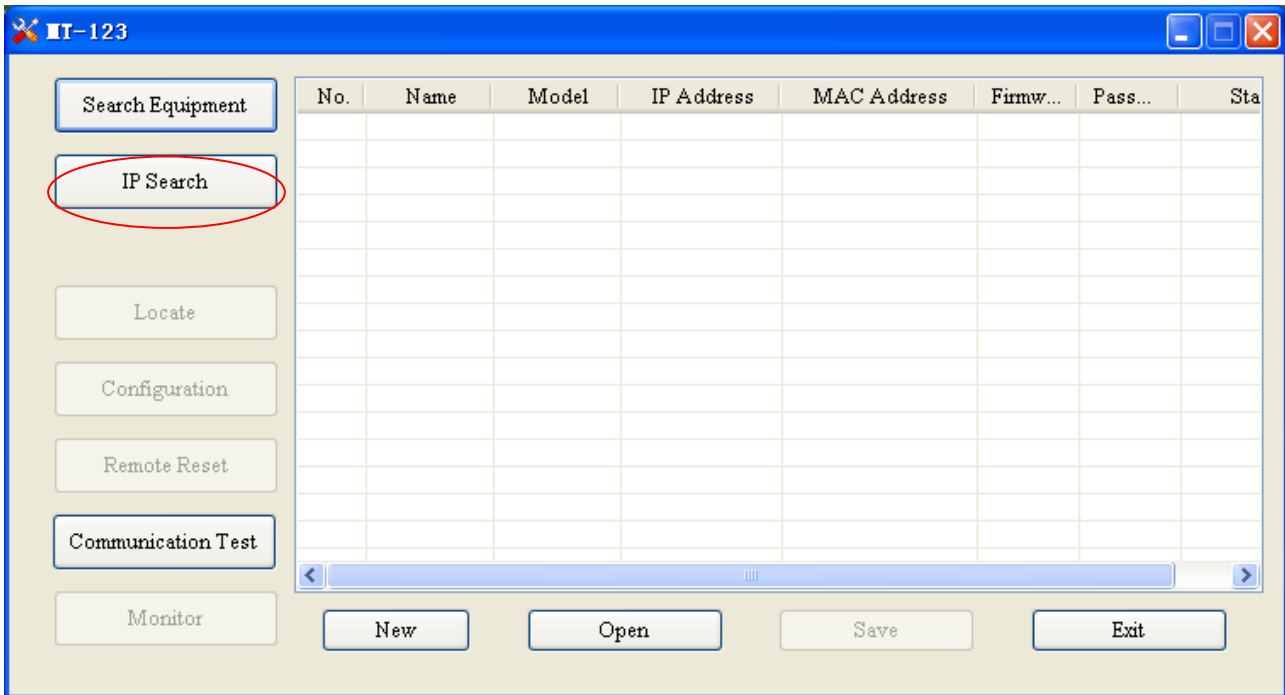 MT-123
Search Equipment
No. Name Model IP Address MAC Address Firmw... Pass... Sta
IP Search
Locate
Configuration
Remote Reset
Communication Test
Monitor
New Open Save Exit